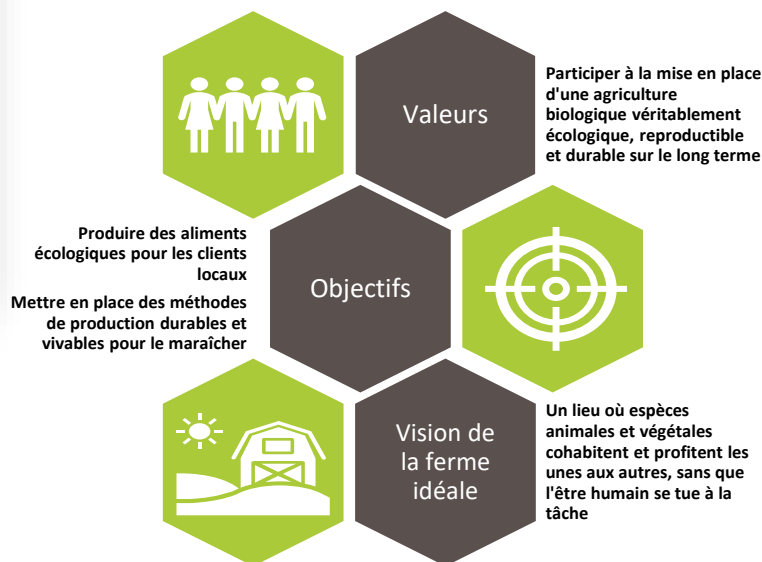 Valeurs
Participer à la mise en place
d'une agriculture
biologique véritablement
écologique, reproductible
et durable sur le long terme
Produire des aliments
écologiques pour les clients
locaux
Mettre en place des méthodes
de production durables et
vivables pour le maraîcher
Objectifs
Vision de
la ferme
idéale
Un lieu où espèces
animales et végétales
cohabitent et profitent les
unes aux autres, sans que
l'être humain se tue à la
tâche